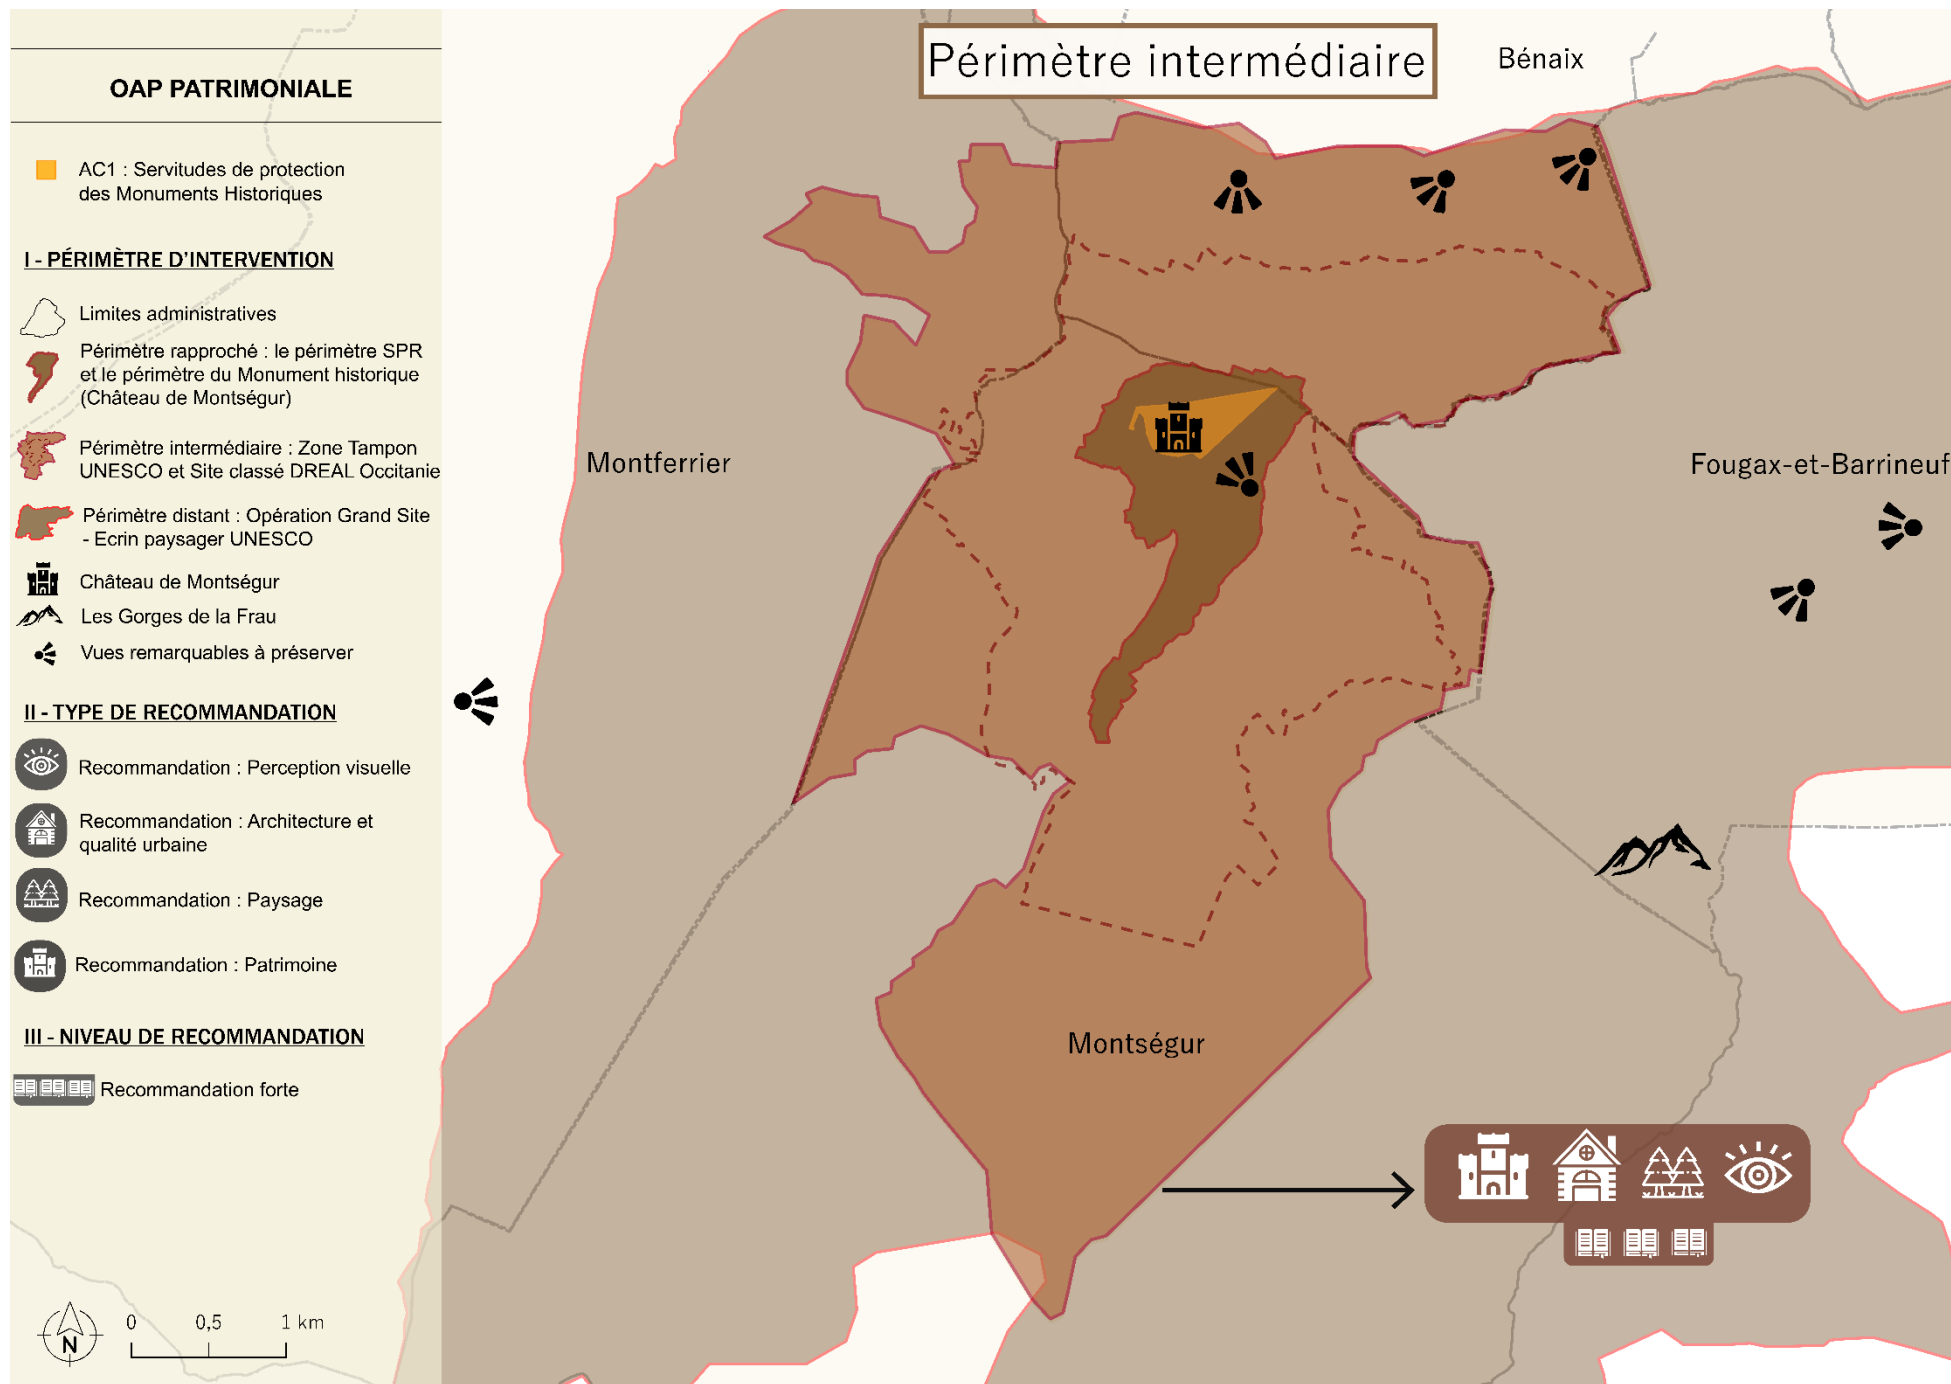 OAP PATRIMONIALE
AC1 : Servitudes de protection
des Monuments Historiques
I - PÉRIMÈTRE D'INTERVENTION
Limites administratives
Périmètre rapproché : le périmètre SPR
et le périmètre du Monument historique
(Château de Montségur)
Périmètre intermédiaire : Zone Tampon
UNESCO et Site classé DREAL Occitanie
Périmètre distant : Opération Grand Site
- Ecrin paysager UNESCO
Château de Montségur
Les Gorges de la Frau
Vues remarquables à préserver
II - TYPE DE RECOMMANDATION
Recommandation : Perception visuelle
Recommandation : Architecture et
qualité urbaine
Recommandation : Paysage
Recommandation : Patrimoine
III - NIVEAU DE RECOMMANDATION
Recommandation forte
N
0 0,5 1 km
Périmètre intermédiaire
Bénaix
Montferrier
Fougax-et-Barrineuf
Montségur